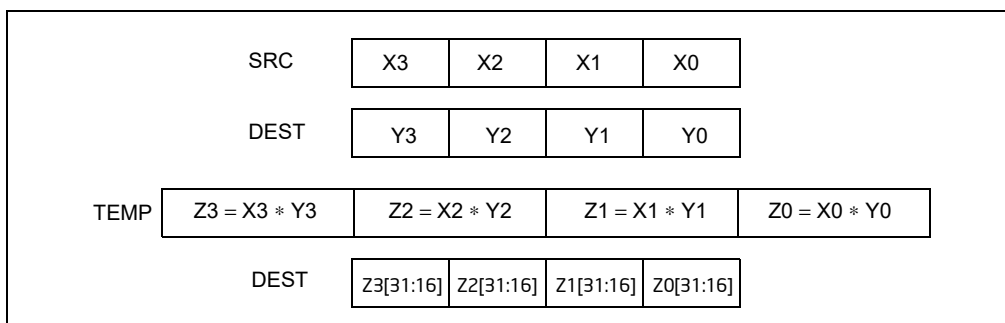 SRC X3 X2 X1 X0
DEST Y3 Y2 Y1 Y0
TEMP Z3 = X3 ∗ Y3 Z2 = X2 ∗ Y2 Z1 = X1 ∗ Y1 Z0 = X0 ∗ Y0
DEST Z3[31:16] Z2[31:16] Z1[31:16] Z0[31:16]